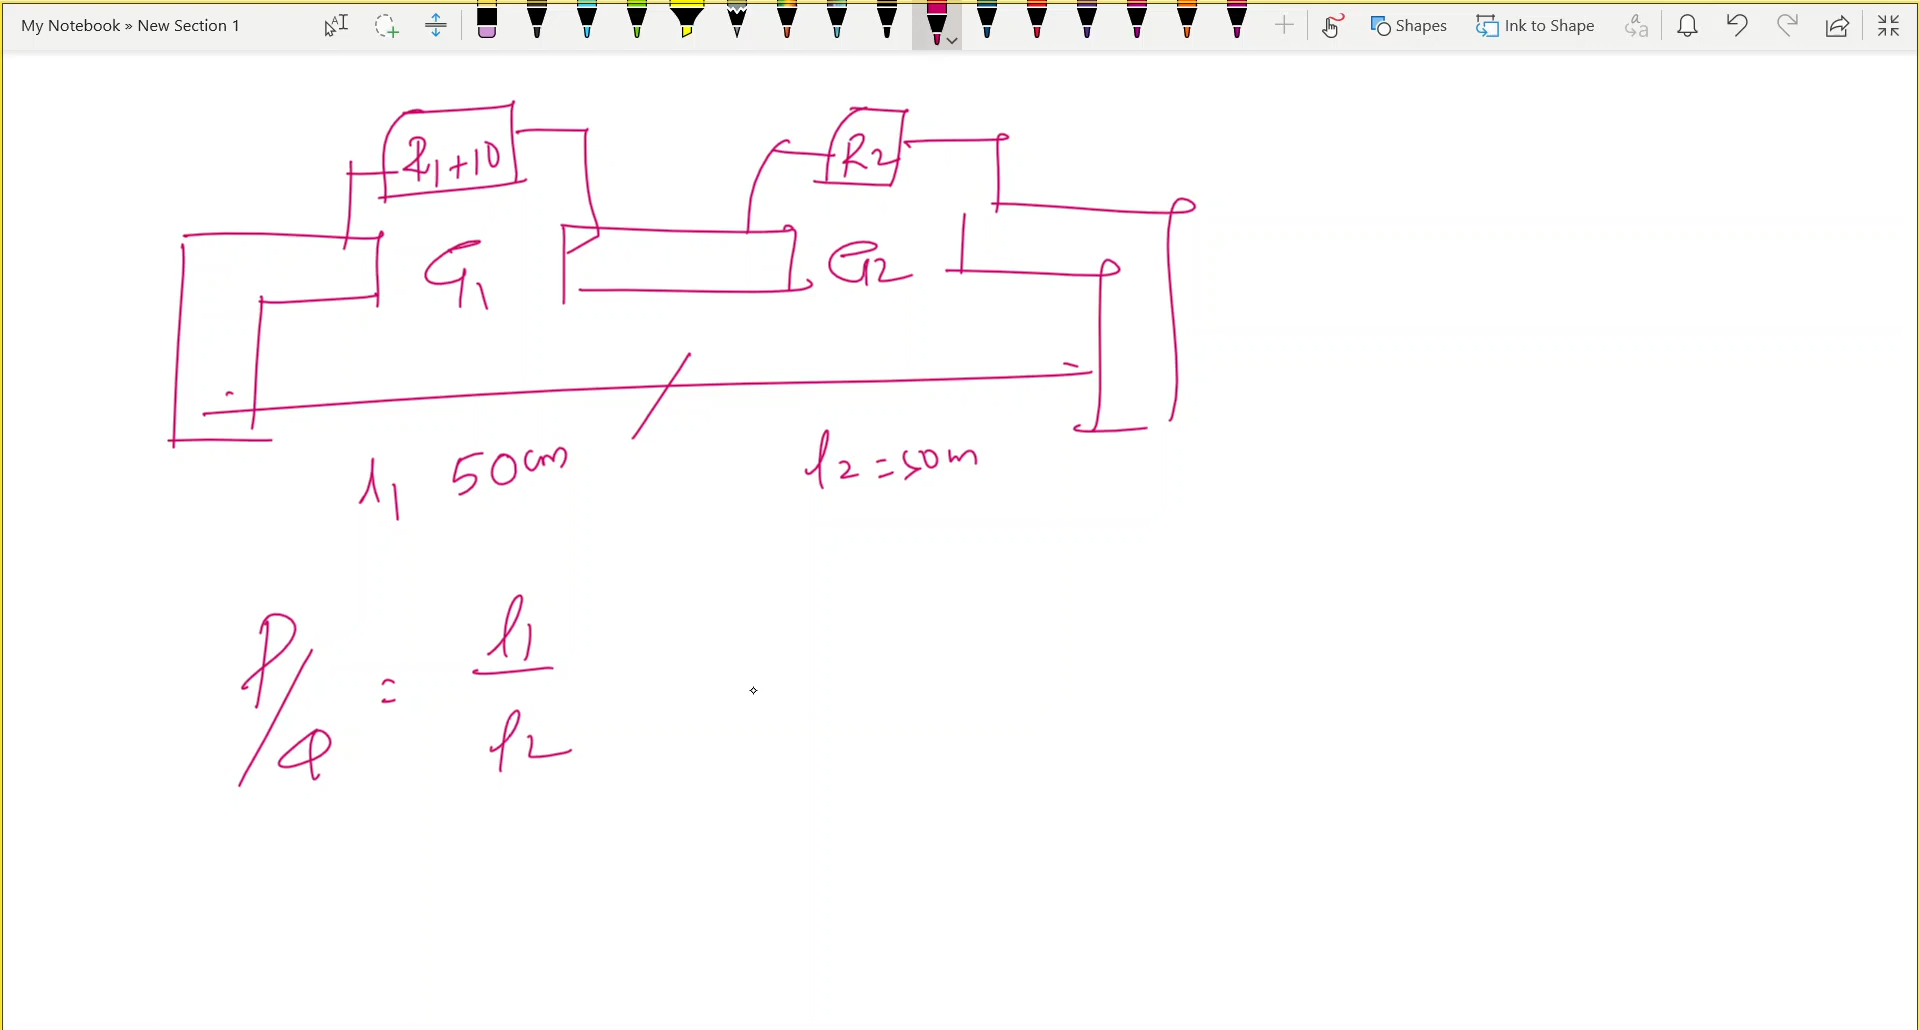 My Notebook » New Section 1
Shapes
Ink to Shape
R1+10
R2
G1
G2
l1 50cm
l2=50m
P/Q = l1/l2